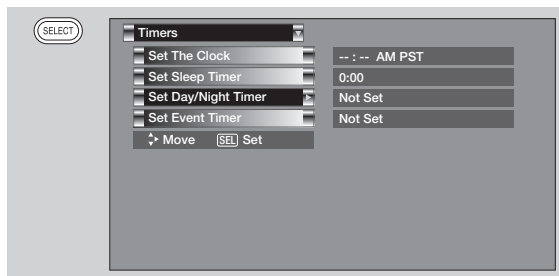 SELECT
Timers
Set The Clock -- : -- AM PST
Set Sleep Timer 0:00
Set Day/Night Timer Not Set
Set Event Timer Not Set
Move SEL Set